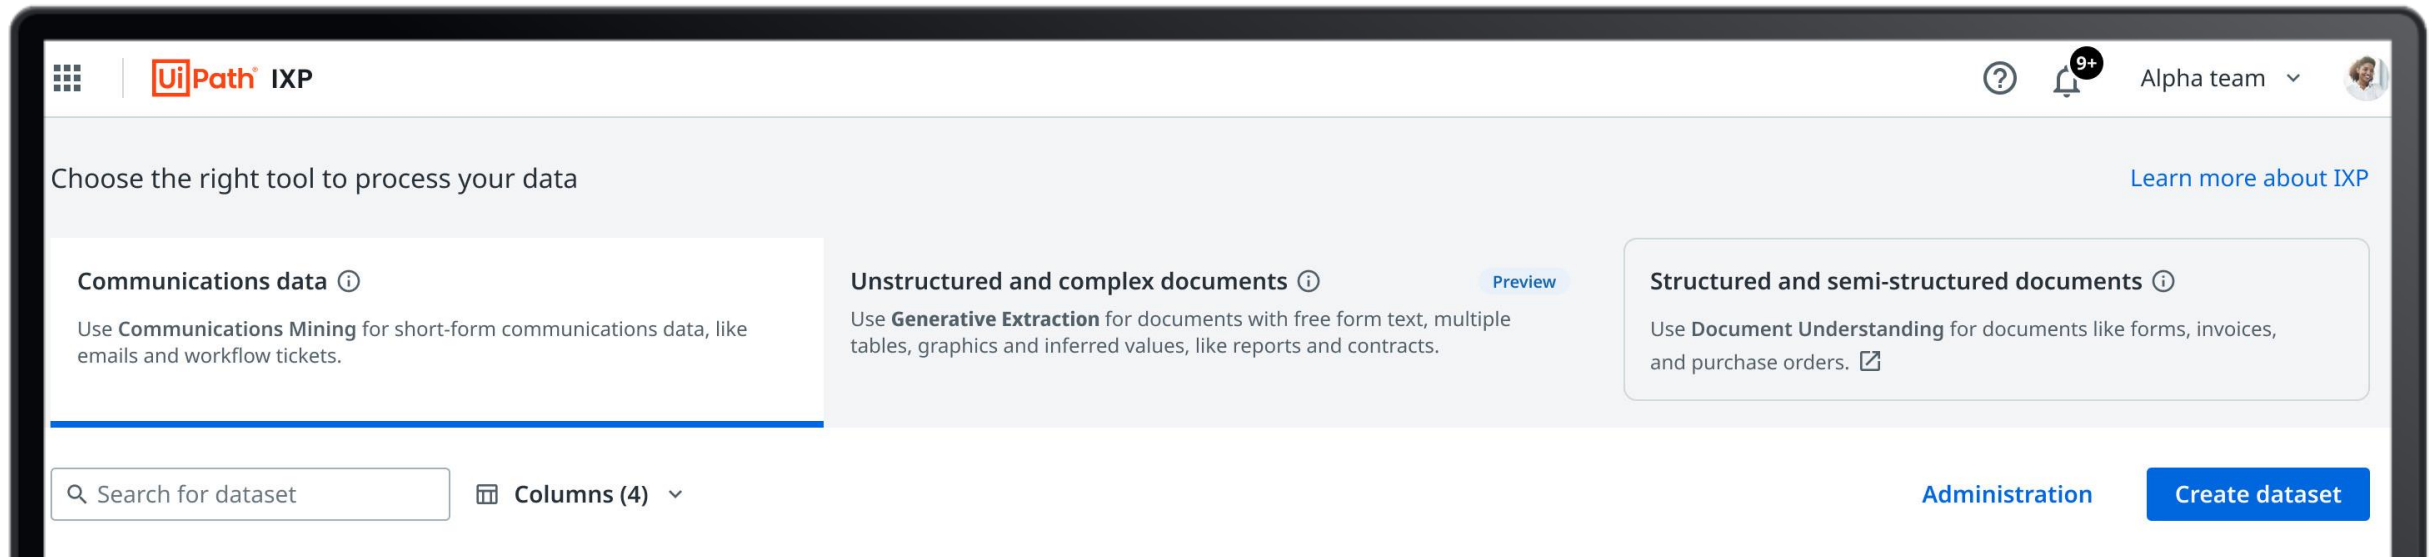 UiPath® IXP
9+
Alpha team
Choose the right tool to process your data
Learn more about IXP
Communications data
Use Communications Mining for short-form communications data, like
emails and workflow tickets.
Unstructured and complex documents
Preview
Use Generative Extraction for documents with free form text, multiple
tables, graphics and inferred values, like reports and contracts.
Structured and semi-structured documents
Use Document Understanding for documents like forms, invoices,
and purchase orders.
Search for dataset
Columns (4)
Administration
Create dataset